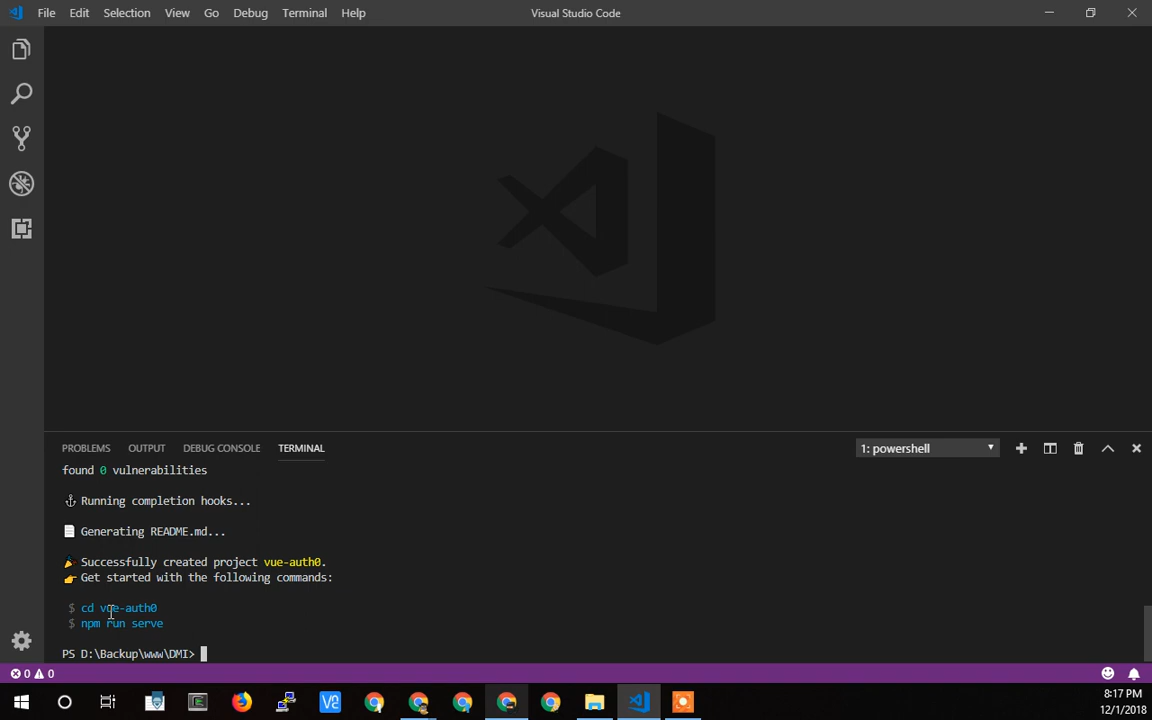 File Edit Selection View Go Debug Terminal Help
Visual Studio Code
PROBLEMS OUTPUT DEBUG CONSOLE TERMINAL
1: powershell
found 0 vulnerabilities
Running completion hooks...
Generating README.md...
Successfully created project vue-auth0.
Get started with the following commands:
$ cd vue-auth0
$ npm run serve
PS D:\Backup\www\DMI>
0 0
8:17 PM
12/1/2018